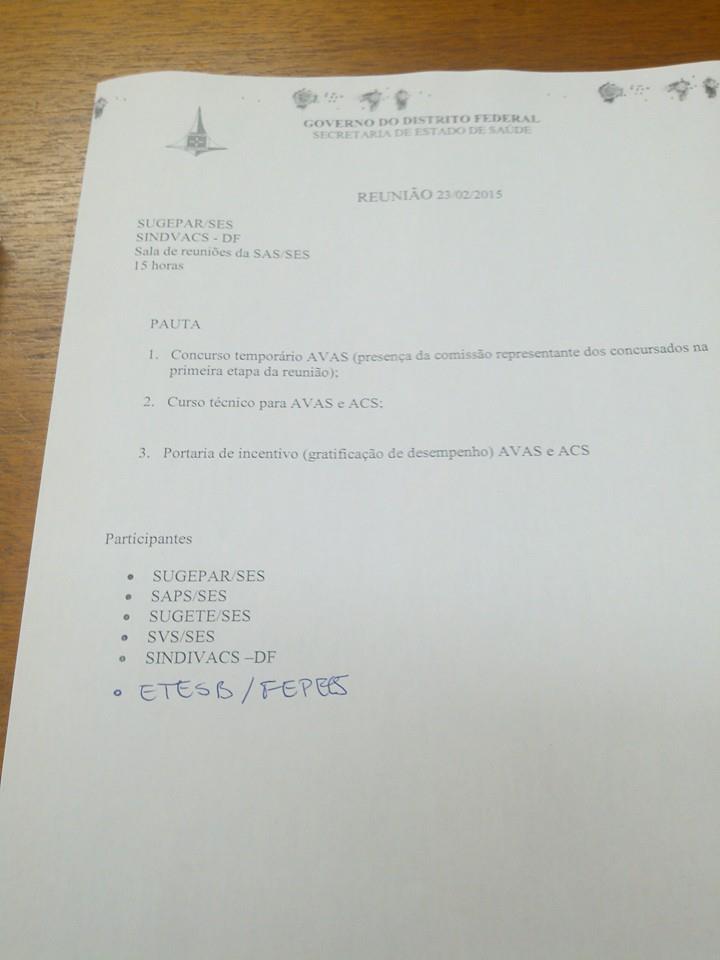 GOVERNO DO DISTRITO FEDERAL
SECRETARIA DE ESTADO DE SAÚDE
REUNIÃO 23/02/2015
SUGEPAR/SES
SINDVACS - DF
Sala de reuniões da SAS/SES
15 horas
PAUTA
1. Concurso temporário AVAS (presença da comissão representante dos concursados na
primeira etapa da reunião);
2. Curso técnico para AVAS e ACS;
3. Portaria de incentivo (gratificação de desempenho) AVAS e ACS
Participantes
• SUGEPAR/SES
• SAPS/SES
• SUGETE/SES
• SVS/SES
• SINDIVACS –DF
• ETESB / FEPECS